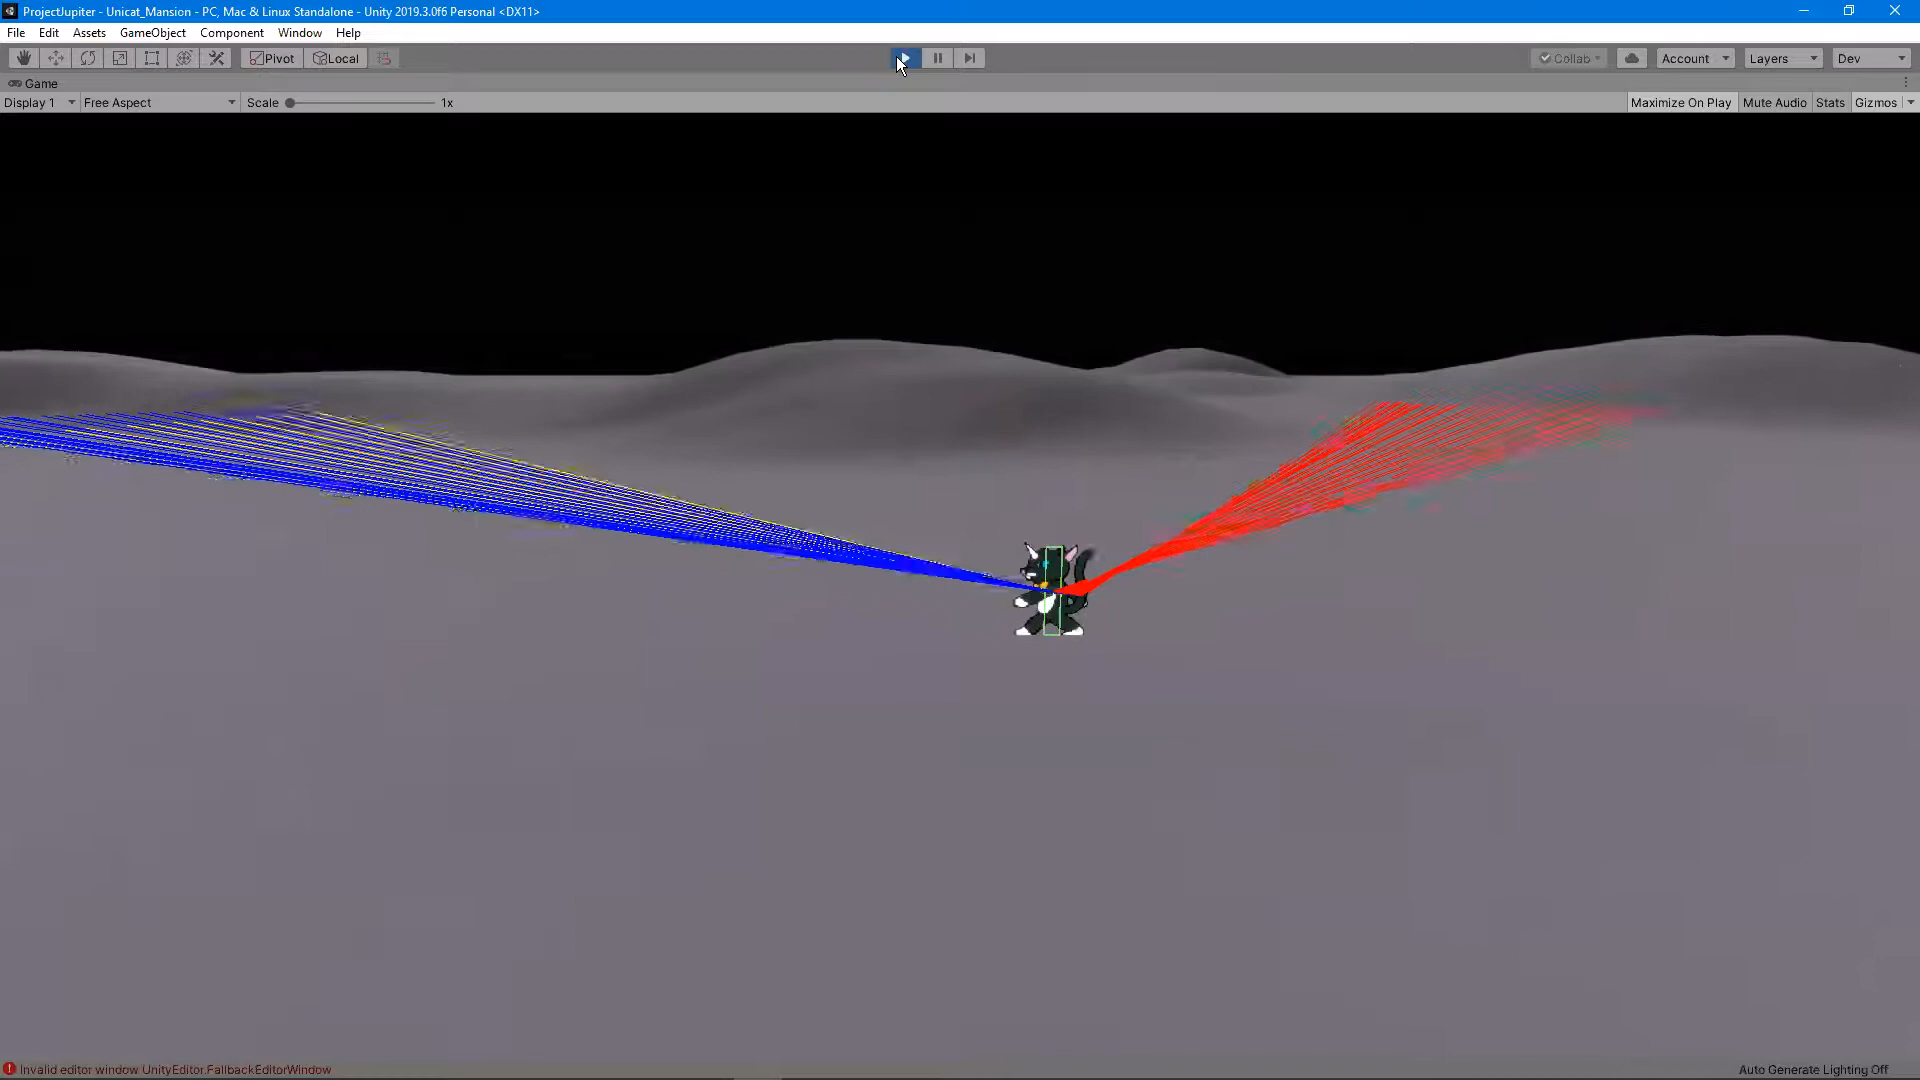 ProjectJupiter - Unicat_Mansion - PC, Mac & Linux Standalone - Unity 2019.3.0f6 Personal <DX11>
File Edit Assets GameObject Component Window Help
Pivot Local Collab Account Layers Dev
Game
Display 1 Free Aspect Scale 1x Maximize On Play Mute Audio Stats Gizmos
Invalid editor window UnityEditor.FallbackEditorWindow Auto Generate Lighting Off